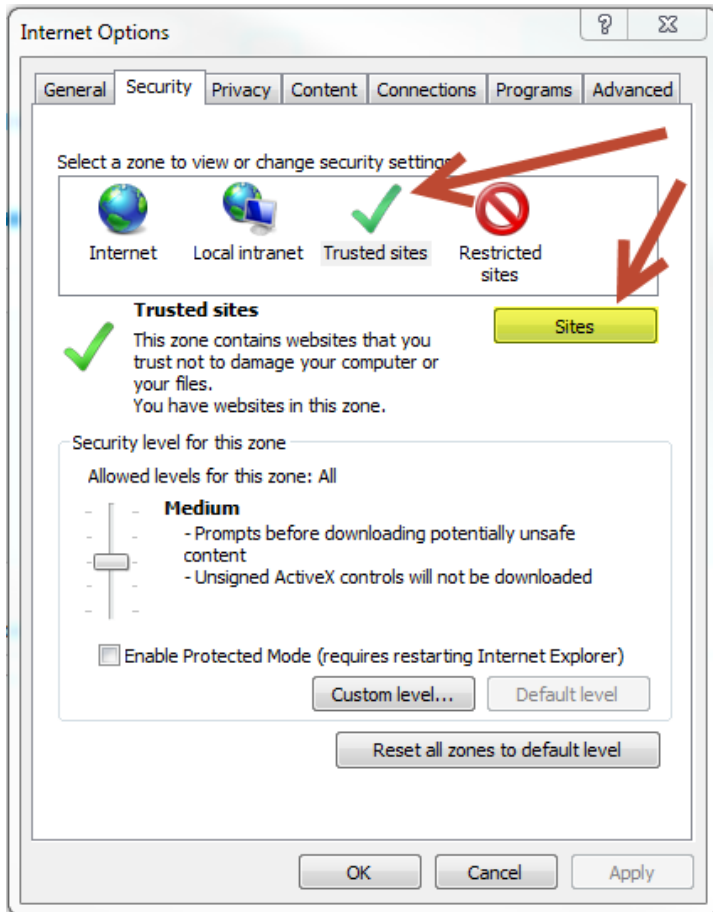 Internet Options
General Security Privacy Content Connections Programs Advanced
Select a zone to view or change security settings
Internet Local intranet Trusted sites Restricted
sites
Trusted sites
Sites
This zone contains websites that you
trust not to damage your computer or
your files.
You have websites in this zone.
Security level for this zone
Allowed levels for this zone: All
Medium
- Prompts before downloading potentially unsafe
content
- Unsigned ActiveX controls will not be downloaded
Enable Protected Mode (requires restarting Internet Explorer)
Custom level... Default level
Reset all zones to default level
OK Cancel Apply